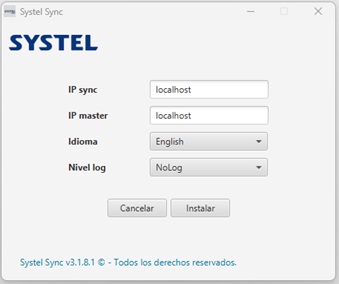 Systel Sync
SYSTEL
IP sync localhost
IP master localhost
Idioma English
Nivel log NoLog
Cancelar Instalar
Systel Sync v3.1.8.1 © - Todos los derechos reservados.